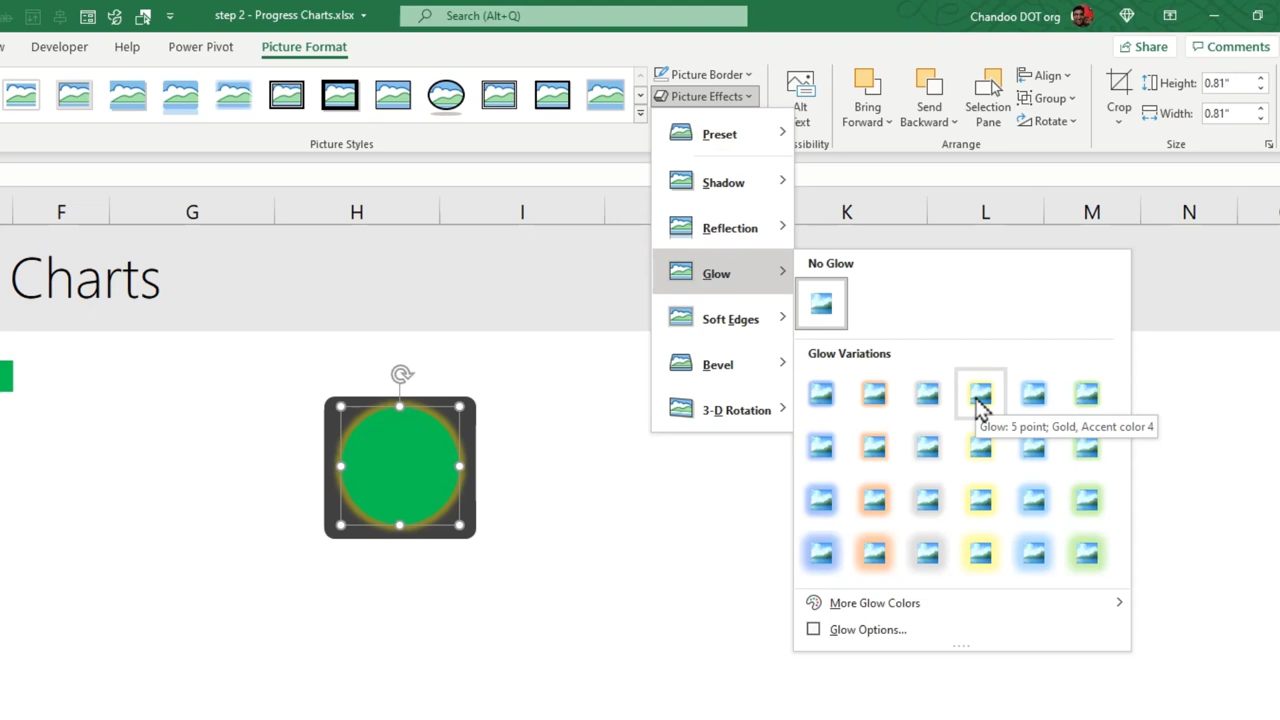 step 2 - Progress Charts.xlsx
Search (Alt+Q)
Chandoo DOT org
Developer Help Power Pivot Picture Format Share Comments
Picture Border
Picture Effects
Alt
Text
Bring
Forward
Send
Backward
Selection
Pane
Align
Group
Rotate
Crop
Height: 0.81"
Width: 0.81"
Picture Styles
ssibility
Arrange
Size
F G H I K L M N
Charts
Preset
Shadow
Reflection
Glow
Soft Edges
Bevel
3-D Rotation
No Glow
Glow Variations
Glow: 5 point; Gold, Accent color 4
More Glow Colors
Glow Options...